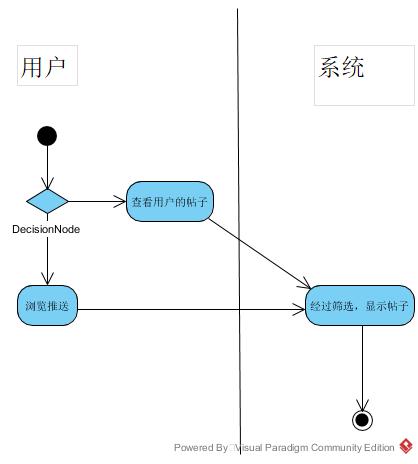 用户
系统
查看用户的帖子
DecisionNode
浏览推送
经过筛选，显示帖子
Powered By Visual Paradigm Community Edition